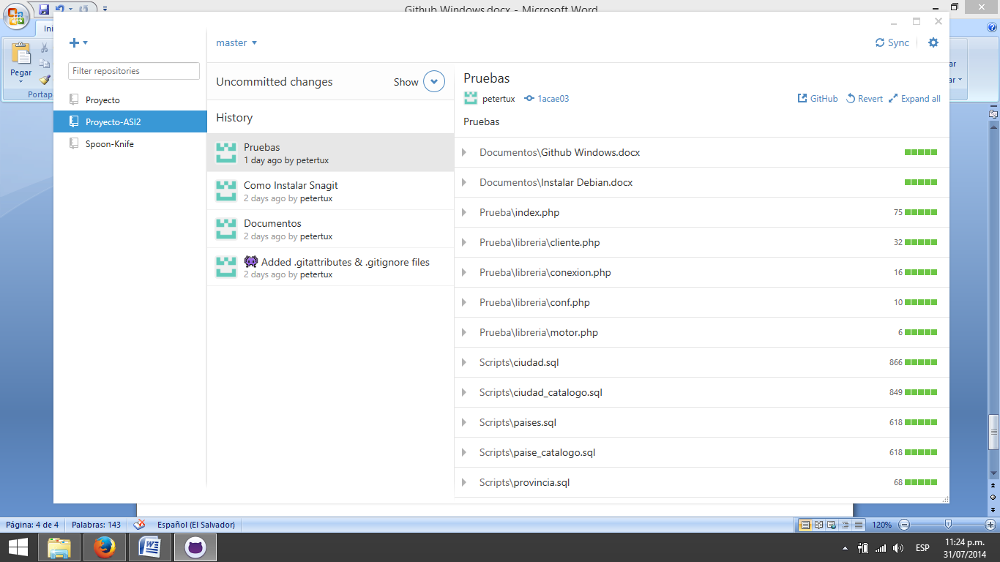 Github Windows.docx - Microsoft Word
Pegar
master
Sync
Filter repositories
Proyecto
Proyecto-ASI2
Spoon-Knife
Uncommitted changes
Show
History
Pruebas
1 day ago by petertux
Como Instalar Snagit
2 days ago by petertux
Documentos
2 days ago by petertux
Added .gitattributes & .gitignore files
2 days ago by petertux
Pruebas
petertux 1acae03
GitHub Revert Expand all
Pruebas
Documentos\Github Windows.docx
Documentos\Instalar Debian.docx
Prueba\index.php 75
Prueba\libreria\cliente.php 32
Prueba\libreria\conexion.php 16
Prueba\libreria\conf.php 10
Prueba\libreria\motor.php 6
Scripts\ciudad.sql 866
Scripts\ciudad_catalogo.sql 849
Scripts\paises.sql 618
Scripts\paise_catalogo.sql 618
Scripts\provincia.sql 68
Página: 4 de 4 Palabras: 143 Español (El Salvador) 120%
ESP
11:24 p.m.
31/07/2014